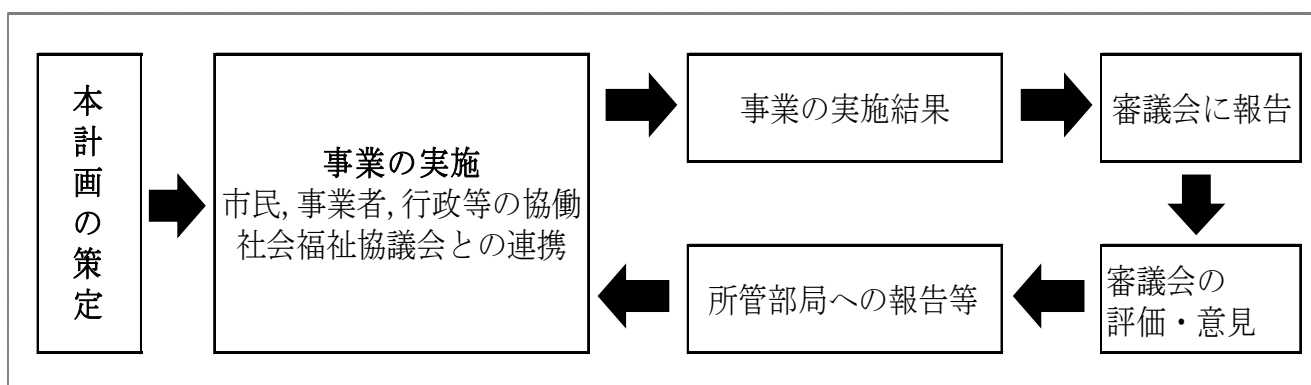 本計画の策定
事業の実施
市民,事業者,行政等の協働
社会福祉協議会との連携
事業の実施結果
審議会に報告
審議会の
評価・意見
所管部局への報告等